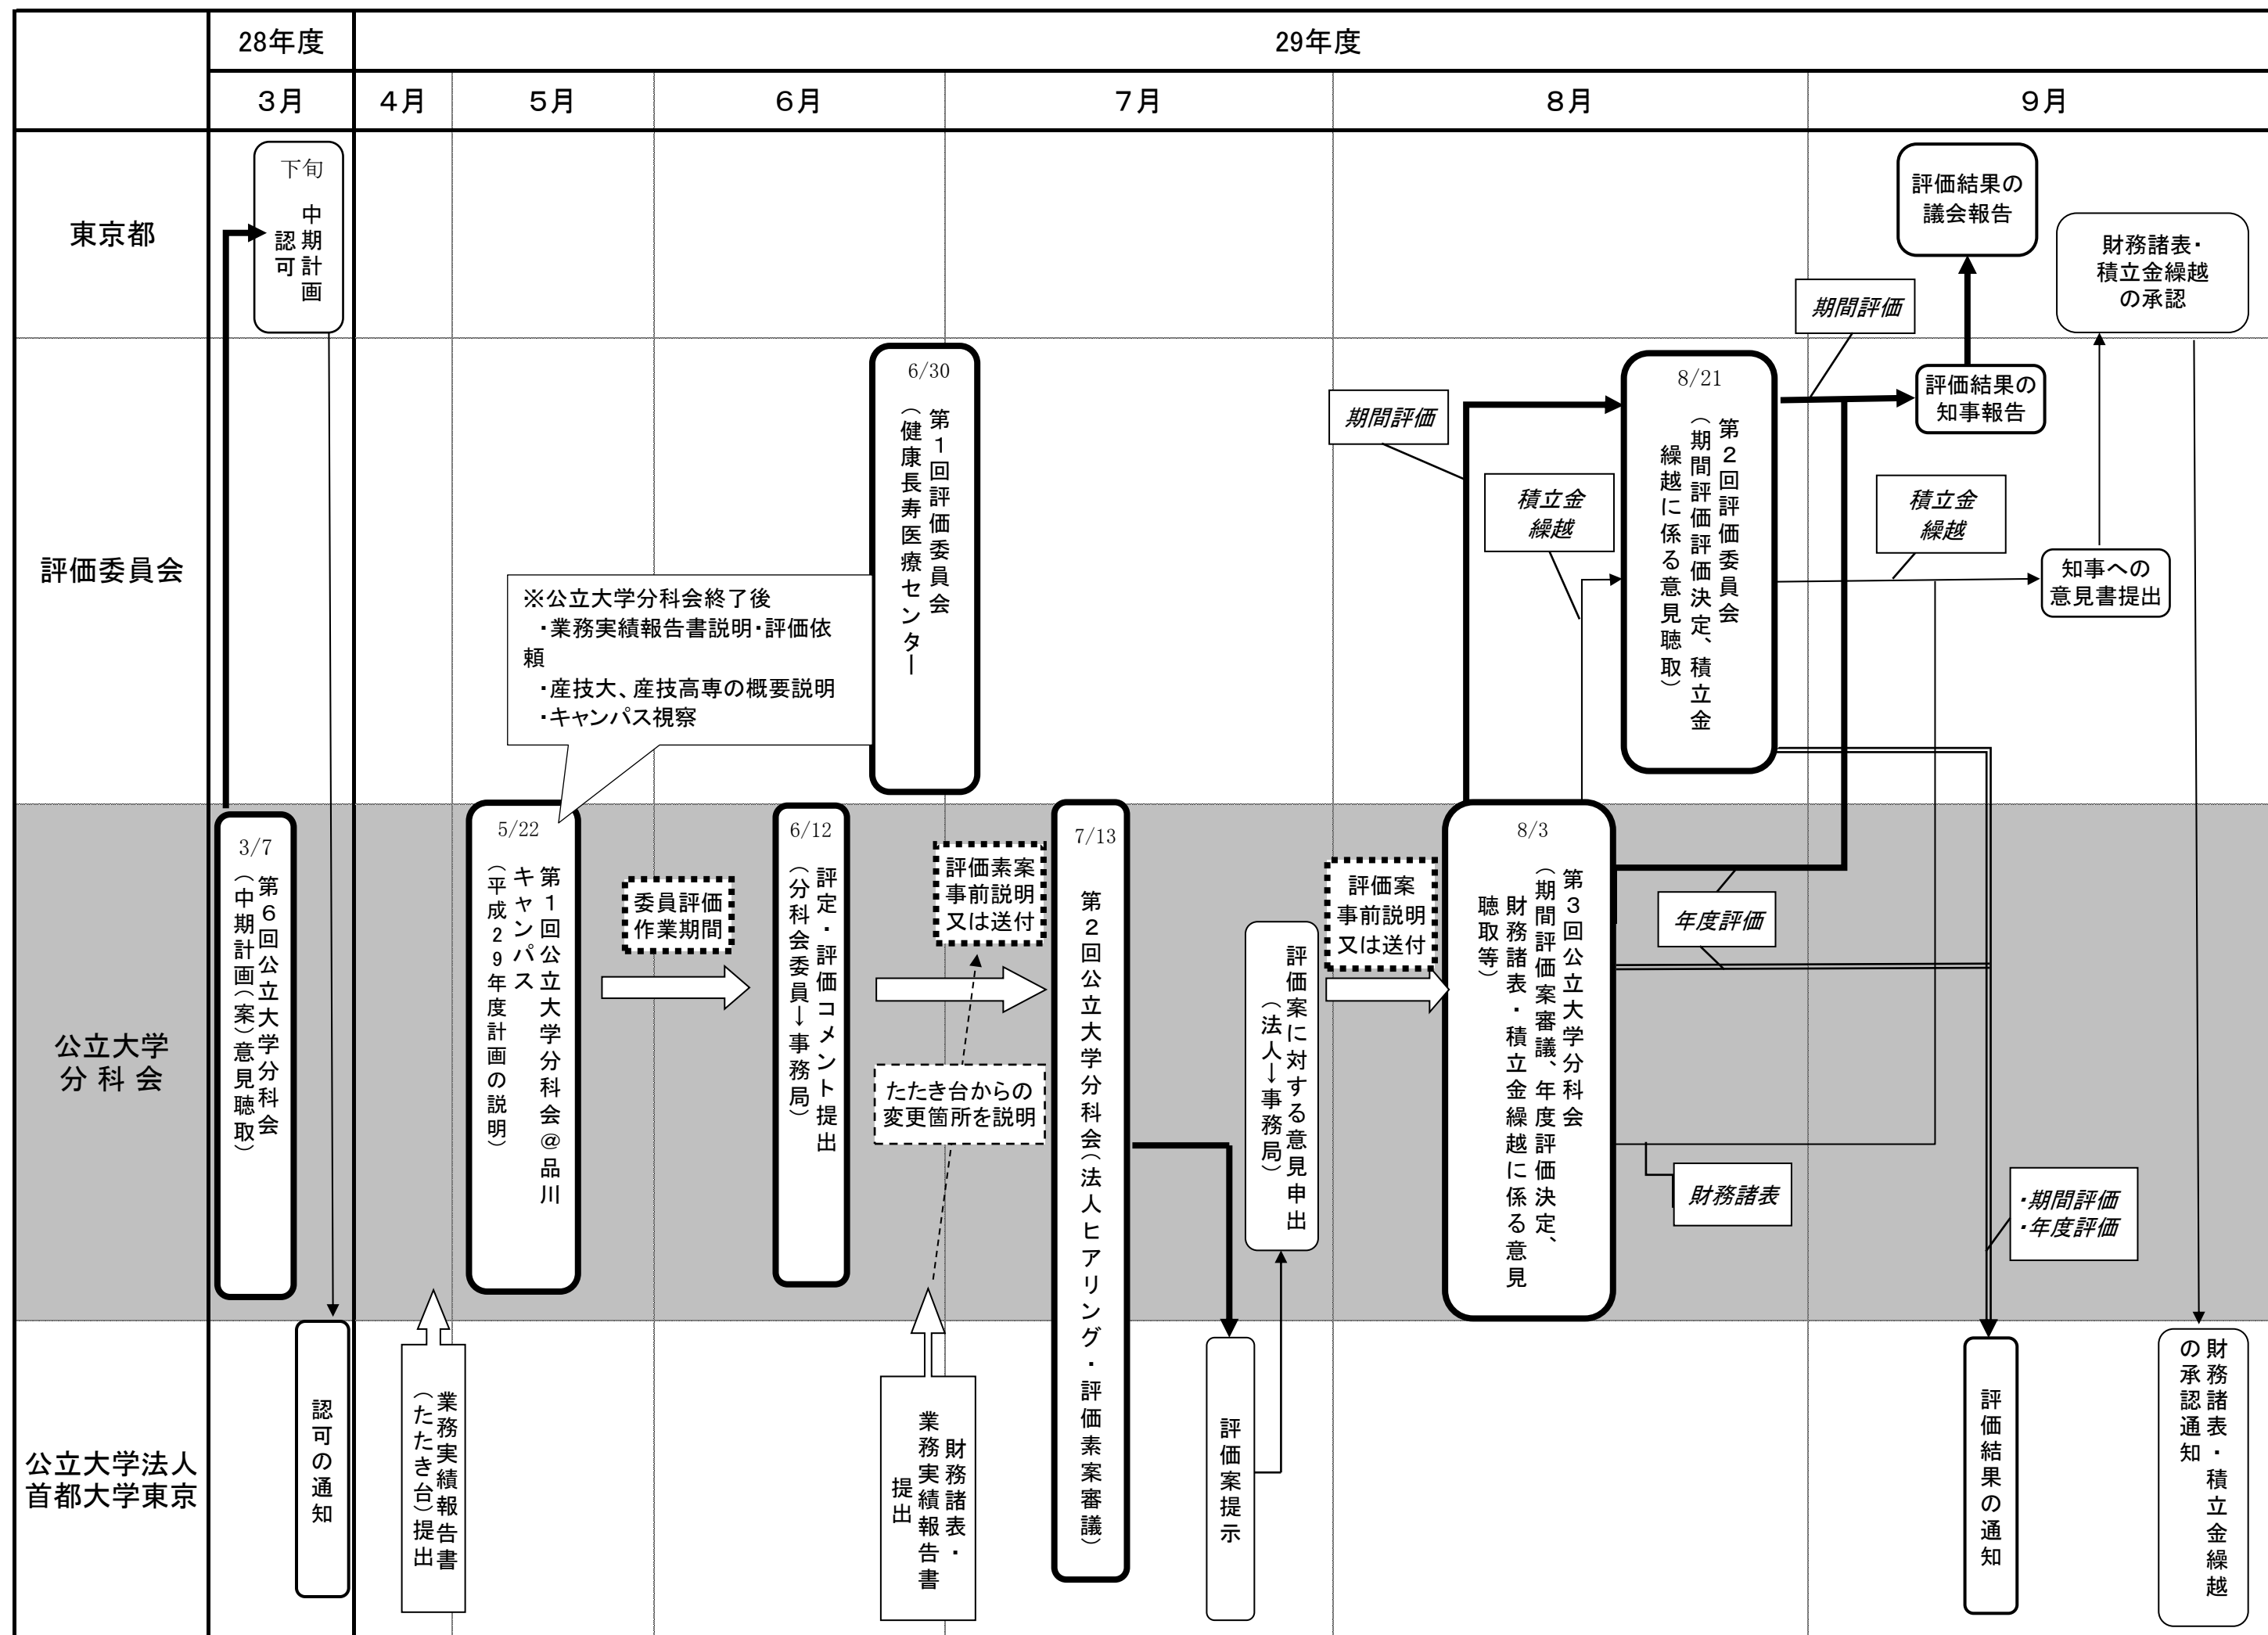 28年度
29年度
３月
４月
５月
６月
７月
８月
９月
東京都
下旬
中期計画
認可
評価結果の
議会報告
財務諸表・
積立金繰越
の承認
期間評価
評価委員会
6/30
第１回評価委員会
（健康長寿医療センター
※公立大学分科会終了後
・業務実績報告書説明・評価依
頼
・産技大、産技高専の概要説明
・キャンパス視察
期間評価
積立金
繰越
8/21
第２回評価委員会
（期間評価評価決定、積立金
繰越に係る意見聴取）
評価結果の
知事報告
積立金
繰越
知事への
意見書提出
公立大学
分 科 会
3/7
第６回公立大学分科会
（中期計画（案）意見聴取）
5/22
第１回公立大学分科会＠品川
キャンパス
（平成２９年度計画の説明）
委員評価
作業期間
6/12
評定・評価コメント提出
（分科会委員→事務局）
評価素案
事前説明
又は送付
たたき台からの
変更箇所を説明
7/13
第２回公立大学分科会（法人ヒアリング・評価素案審議）
評価案に対する意見申出
（法人→事務局）
評価案
事前説明
又は送付
8/3
第３回公立大学分科会
（期間評価案審議、年度評価決定、
財務諸表・積立金繰越に係る意見
聴取等）
年度評価
財務諸表
・期間評価
・年度評価
公立大学法人
首都大学東京
認可の通知
業務実績報告書
（たたき台）提出
財務諸表・
業務実績報告書
提出
評価案提示
評価結果の通知
財務諸表・積立金繰越
の承認通知